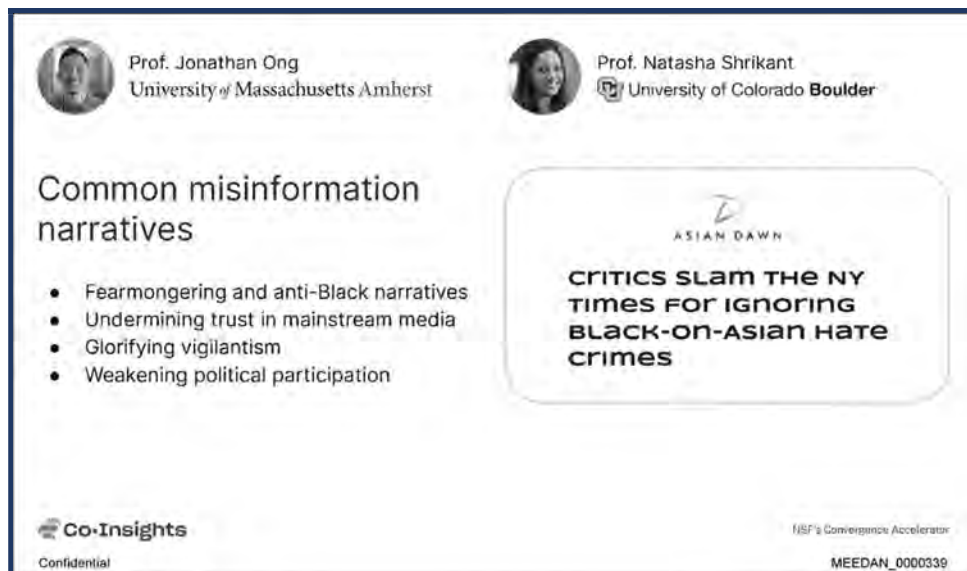 Prof. Jonathan Ong
University of Massachusetts Amherst
Prof. Natasha Shrikant
University of Colorado Boulder
Common misinformation
narratives
● Fearmongering and anti-Black narratives
● Undermining trust in mainstream media
● Glorifying vigilantism
● Weakening political participation
ASIAN DAWN
CRITICS SLAM THE NY
TIMES FOR IGNORING
BLACK-ON-ASIAN HATE
CRIMES
Co·Insights
NSF's Convergence Accelerator
Confidential
MEEDAN_0000339